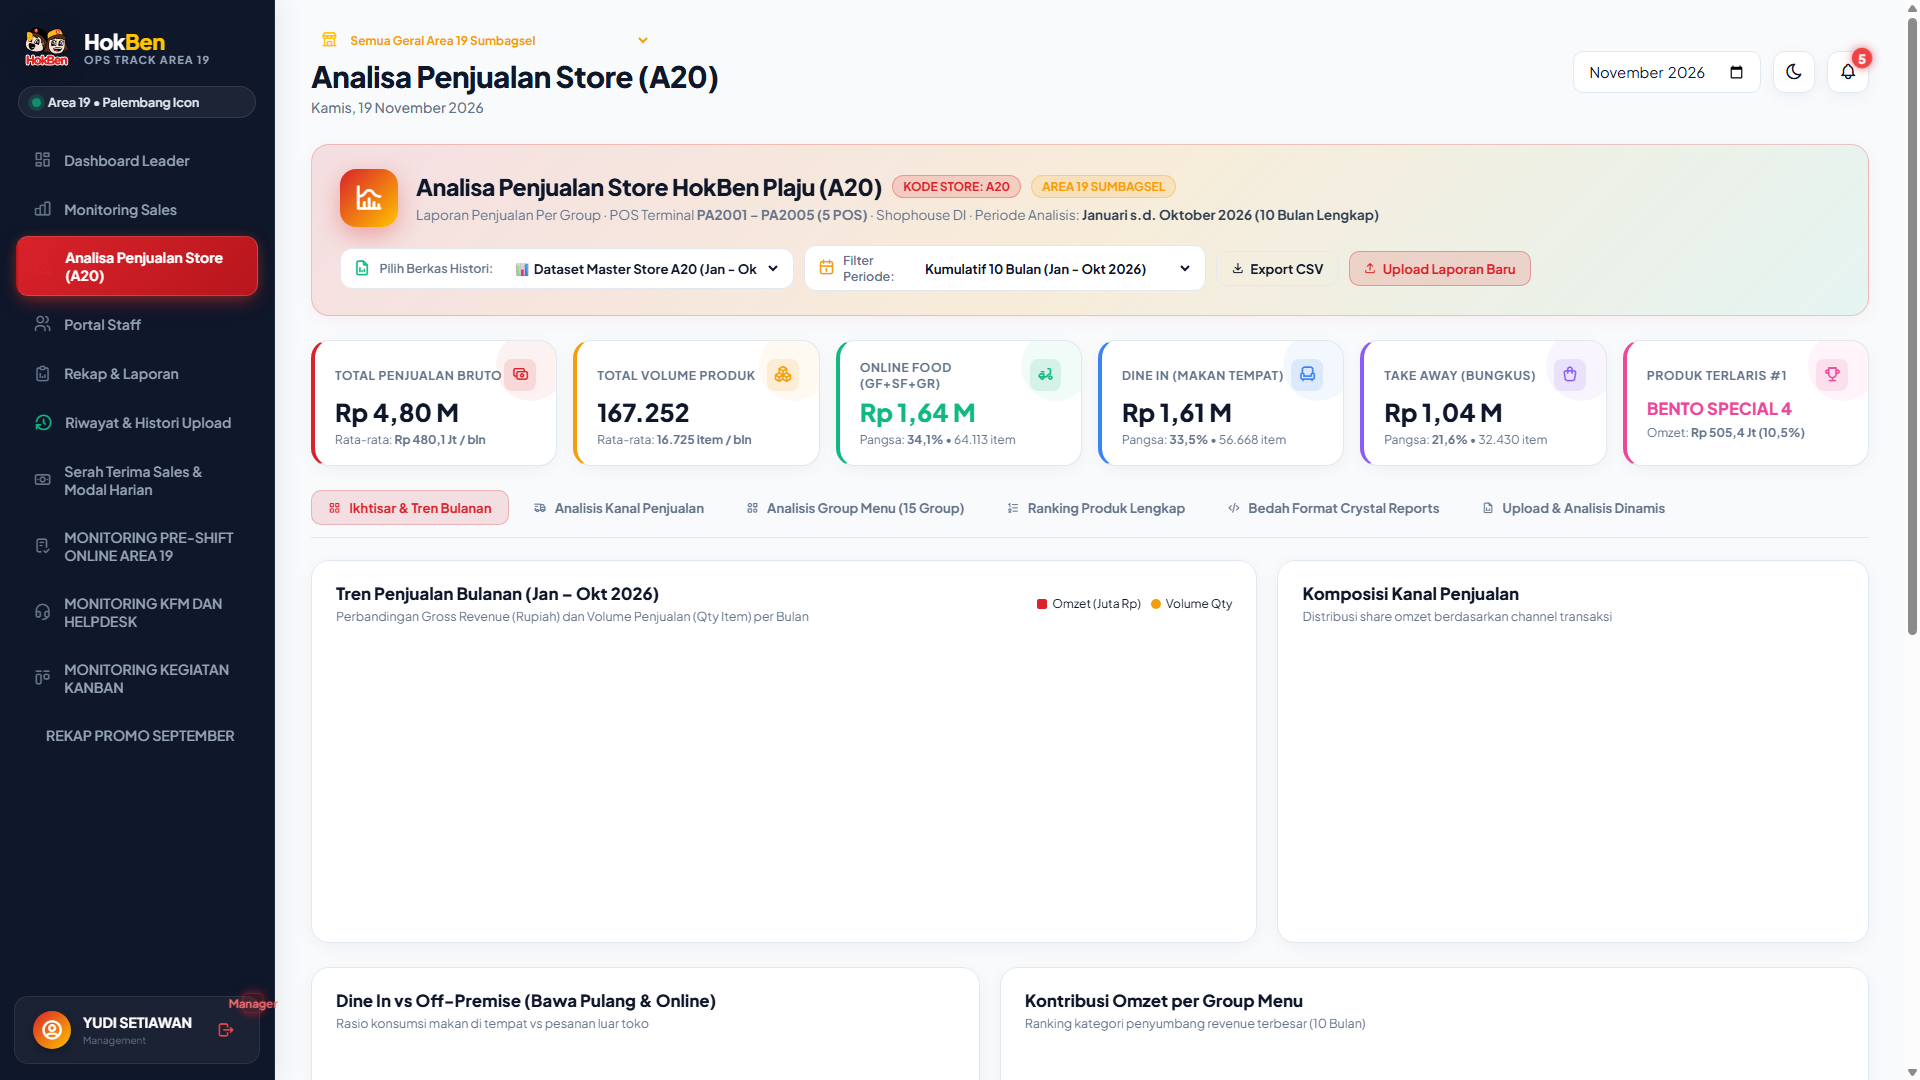 HokBen
HokBen
OPS TRACK AREA 19
Area 19 • Palembang Icon
Dashboard Leader
Monitoring Sales
Analisa Penjualan Store
(A20)
Portal Staff
Rekap & Laporan
Riwayat & Histori Upload
Serah Terima Sales &
Modal Harian
MONITORING PRE-SHIFT
ONLINE AREA 19
MONITORING KFM DAN
HELPDESK
MONITORING KEGIATAN
KANBAN
REKAP PROMO SEPTEMBER
Manager
YUDI SETIAWAN
Management
Semua Gerai Area 19 Sumbagsel
Analisa Penjualan Store (A20)
Kamis, 19 November 2026
November 2026
5
Analisa Penjualan Store HokBen Plaju (A20) KODE STORE: A20 AREA 19 SUMBAGSEL
Laporan Penjualan Per Group · POS Terminal PA2001 – PA2005 (5 POS) · Shophouse DI · Periode Analisis: Januari s.d. Oktober 2026 (10 Bulan Lengkap)
Pilih Berkas Histori: 📊 Dataset Master Store A20 (Jan - Ok
Filter
Periode:
Kumulatif 10 Bulan (Jan - Okt 2026)
Export CSV
Upload Laporan Baru
TOTAL PENJUALAN BRUTO
Rp 4,80 M
Rata-rata: Rp 480,1 Jt / bln
TOTAL VOLUME PRODUK
167.252
Rata-rata: 16.725 item / bln
ONLINE FOOD
(GF+SF+GR)
Rp 1,64 M
Pangsa: 34,1% • 64.113 item
DINE IN (MAKAN TEMPAT)
Rp 1,61 M
Pangsa: 33,5% • 56.668 item
TAKE AWAY (BUNGKUS)
Rp 1,04 M
Pangsa: 21,6% • 32.430 item
PRODUK TERLARIS #1
BENTO SPECIAL 4
Omzet: Rp 505,4 Jt (10,5%)
Ikhtisar & Tren Bulanan
Analisis Kanal Penjualan
Analisis Group Menu (15 Group)
Ranking Produk Lengkap
Bedah Format Crystal Reports
Upload & Analisis Dinamis
Tren Penjualan Bulanan (Jan – Okt 2026)
Perbandingan Gross Revenue (Rupiah) dan Volume Penjualan (Qty Item) per Bulan
Omzet (Juta Rp) Volume Qty
Komposisi Kanal Penjualan
Distribusi share omzet berdasarkan channel transaksi
Dine In vs Off-Premise (Bawa Pulang & Online)
Rasio konsumsi makan di tempat vs pesanan luar toko
Kontribusi Omzet per Group Menu
Ranking kategori penyumbang revenue terbesar (10 Bulan)